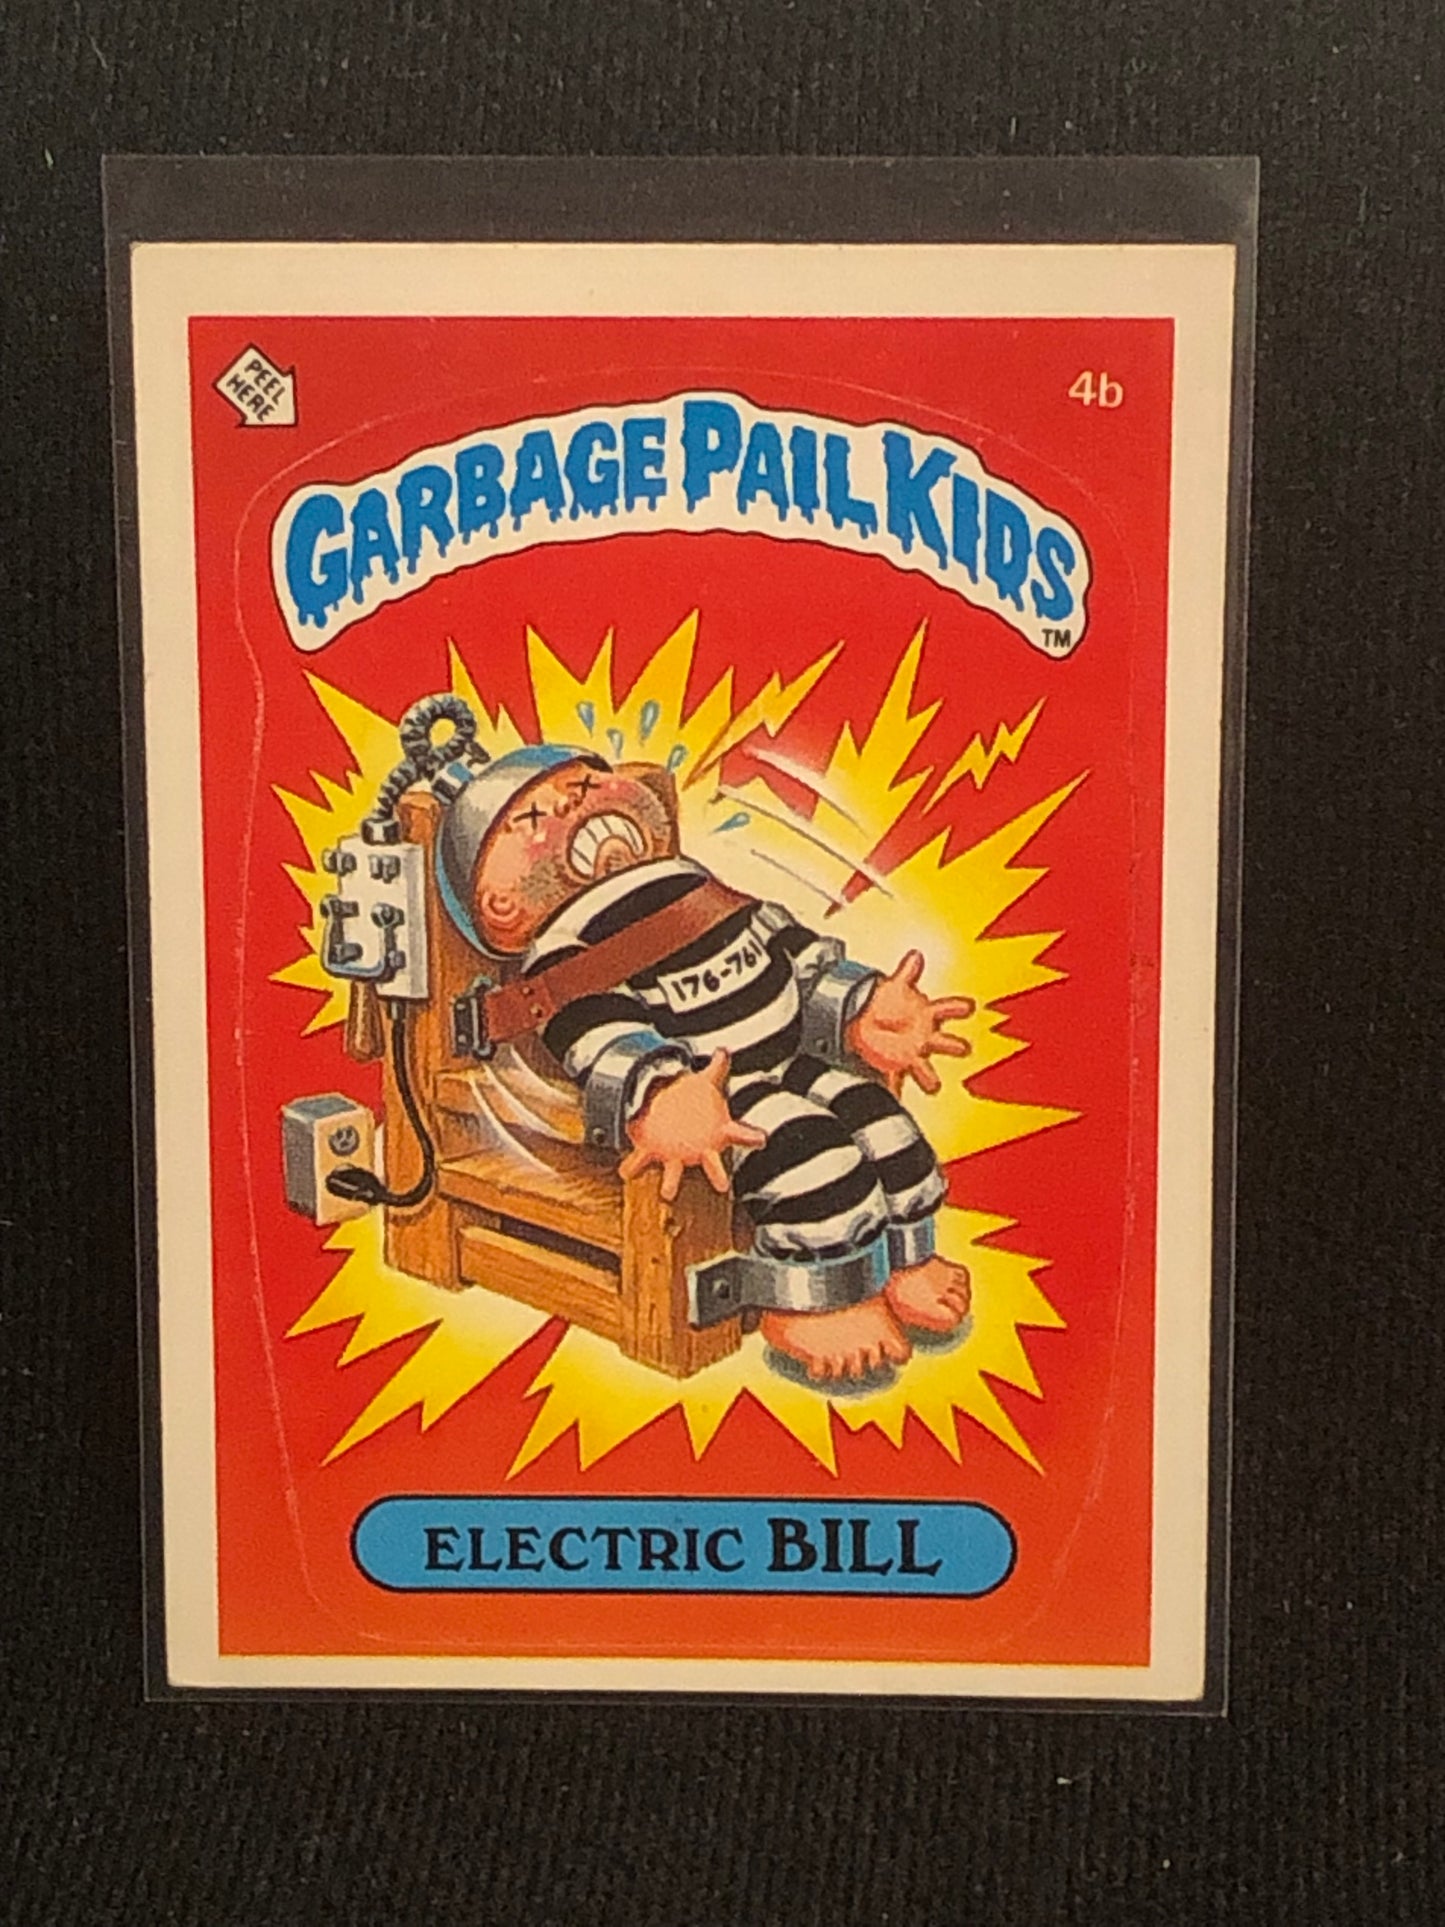 PEEL
HERE
4b
GARBAGE PAIL KIDS
TM
176-761
ELECTRIC BILL